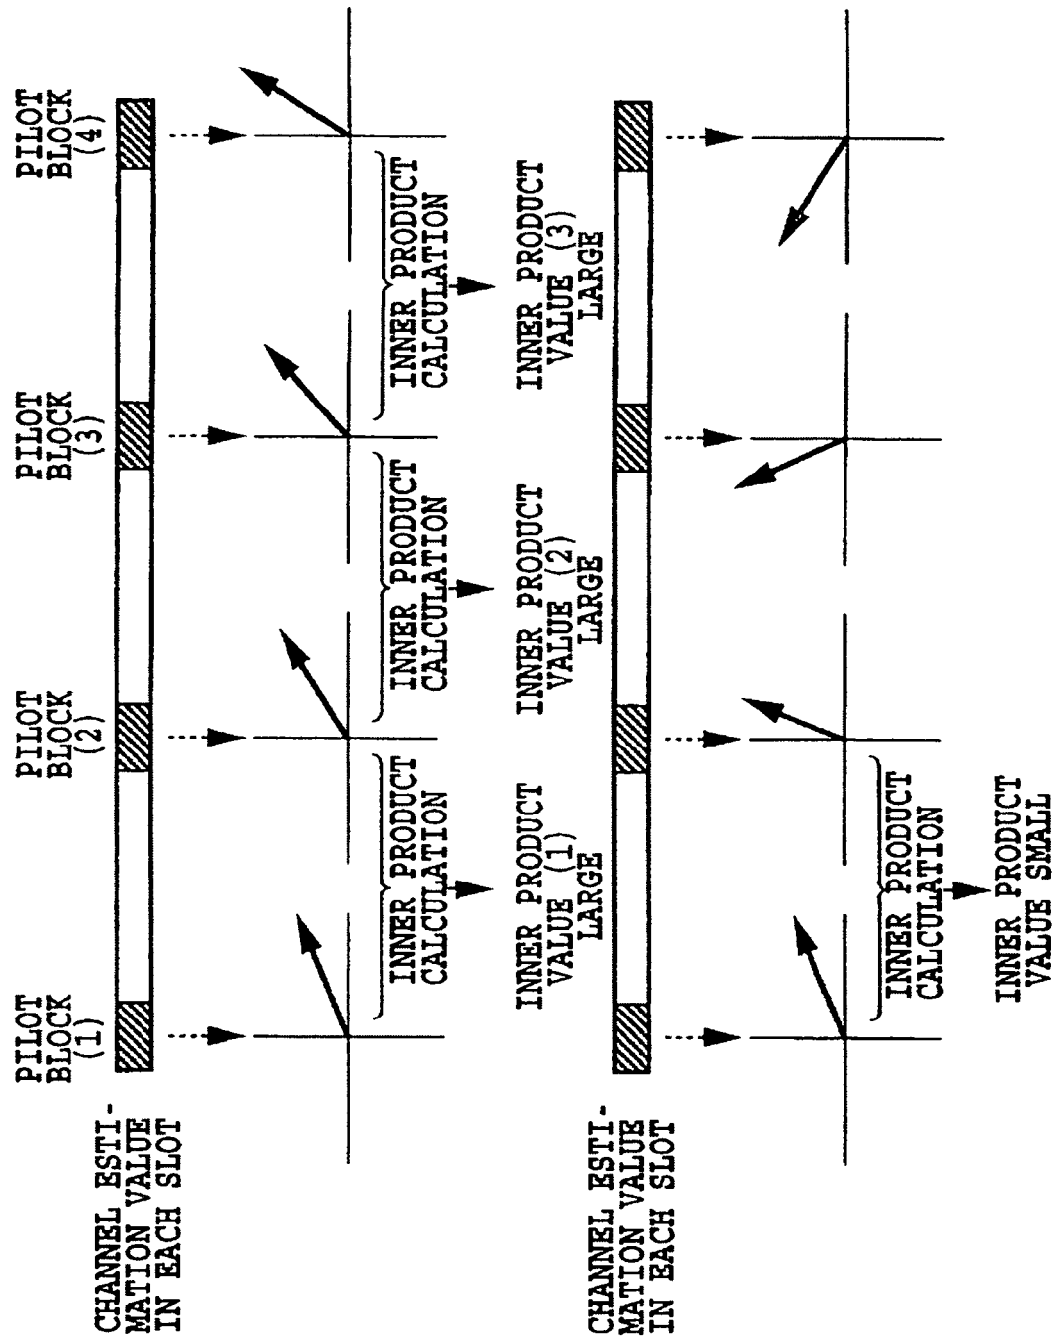 PILOT
BLOCK
(1)
PILOT
BLOCK
(2)
PILOT
BLOCK
(3)
PILOT
BLOCK
(4)
CHANNEL ESTI-
MATION VALUE
IN EACH SLOT
INNER PRODUCT
CALCULATION
INNER PRODUCT
CALCULATION
INNER PRODUCT
CALCULATION
INNER PRODUCT
VALUE (1)
LARGE
INNER PRODUCT
VALUE (2)
LARGE
INNER PRODUCT
VALUE (3)
LARGE
CHANNEL ESTI-
MATION VALUE
IN EACH SLOT
INNER PRODUCT
CALCULATION
INNER PRODUCT
VALUE SMALL